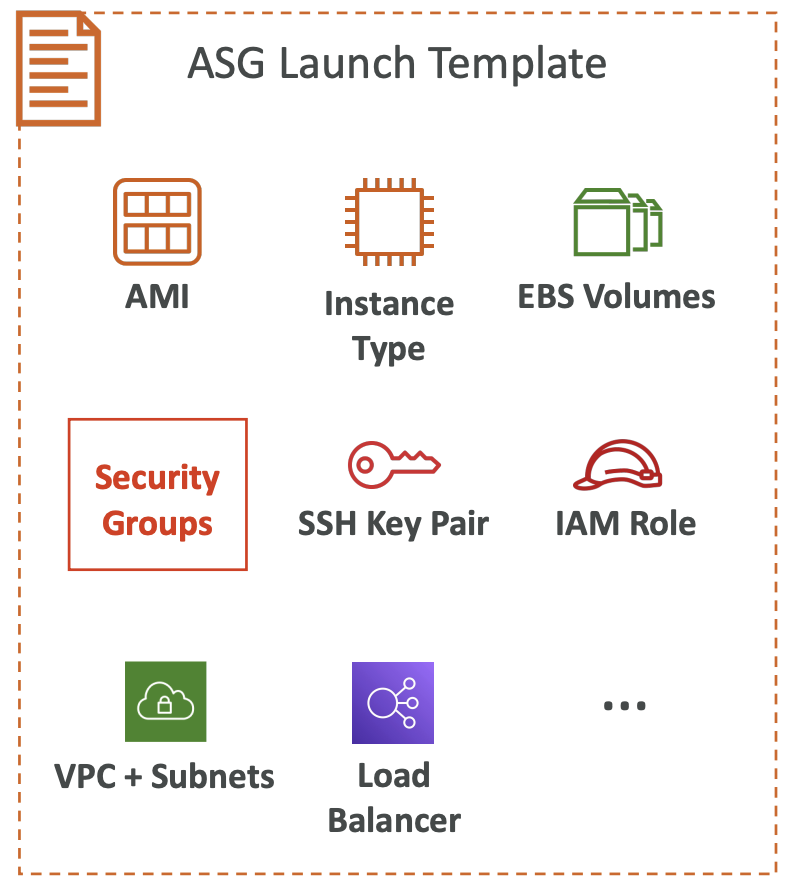 ASG Launch Template
AMI
Instance
Type
EBS Volumes
Security
Groups
SSH Key Pair
IAM Role
VPC + Subnets
Load
Balancer
...